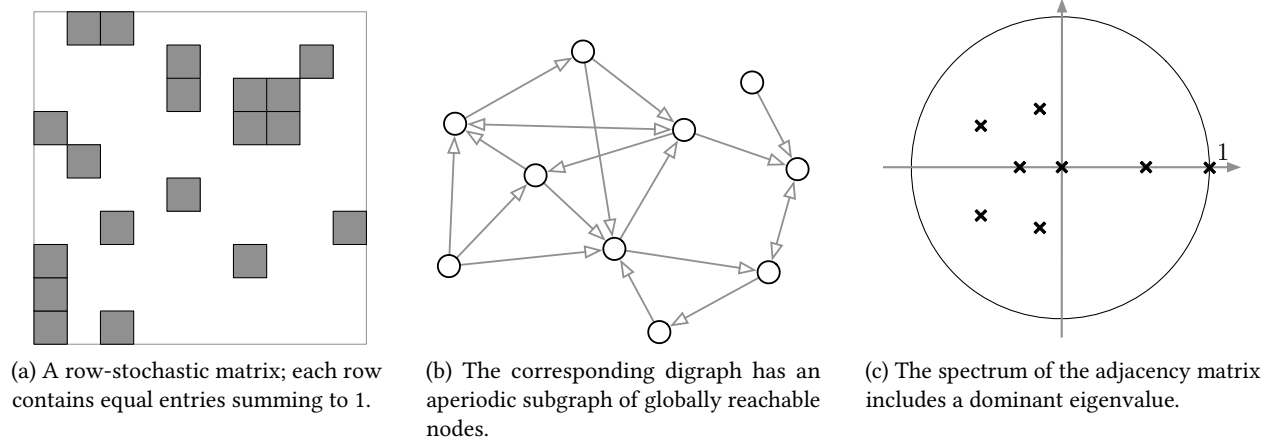 1
(a) A row-stochastic matrix; each row
contains equal entries summing to 1.
(b) The corresponding digraph has an
aperiodic subgraph of globally reachable
nodes.
(c) The spectrum of the adjacency matrix
includes a dominant eigenvalue.